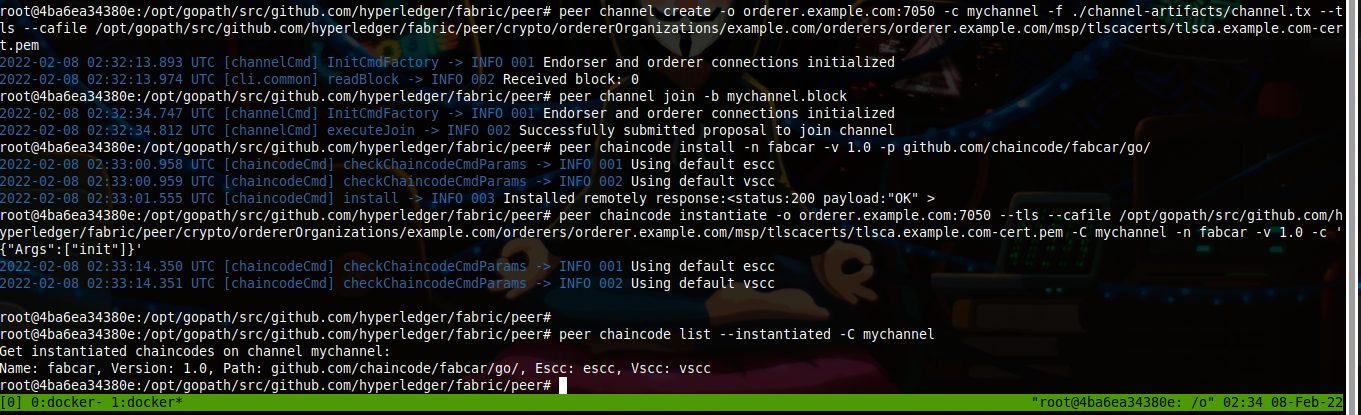 root@4ba6ea34380e:/opt/gopath/src/github.com/hyperledger/fabric/peer# peer channel create -o orderer.example.com:7050 -c mychannel -f ./channel-artifacts/channel.tx --t
ls --cafile /opt/gopath/src/github.com/hyperledger/fabric/peer/crypto/ordererOrganizations/example.com/orderers/orderer.example.com/msp/tlscacerts/tlsca.example.com-cer
t.pem
2022-02-08 02:32:13.893 UTC [channelCmd] InitCmdFactory -> INFO 001 Endorser and orderer connections initialized
2022-02-08 02:32:13.974 UTC [cli.common] readBlock -> INFO 002 Received block: 0
root@4ba6ea34380e:/opt/gopath/src/github.com/hyperledger/fabric/peer# peer channel join -b mychannel.block
2022-02-08 02:32:34.747 UTC [channelCmd] InitCmdFactory -> INFO 001 Endorser and orderer connections initialized
2022-02-08 02:32:34.812 UTC [channelCmd] executeJoin -> INFO 002 Successfully submitted proposal to join channel
root@4ba6ea34380e:/opt/gopath/src/github.com/hyperledger/fabric/peer# peer chaincode install -n fabcar -v 1.0 -p github.com/chaincode/fabcar/go/
2022-02-08 02:33:00.958 UTC [chaincodeCmd] checkChaincodeCmdParams -> INFO 001 Using default escc
2022-02-08 02:33:00.959 UTC [chaincodeCmd] checkChaincodeCmdParams -> INFO 002 Using default vscc
2022-02-08 02:33:01.555 UTC [chaincodeCmd] install -> INFO 003 Installed remotely response:<status:200 payload:"OK" >
root@4ba6ea34380e:/opt/gopath/src/github.com/hyperledger/fabric/peer# peer chaincode instantiate -o orderer.example.com:7050 --tls --cafile /opt/gopath/src/github.com/h
yperledger/fabric/peer/crypto/ordererOrganizations/example.com/orderers/orderer.example.com/msp/tlscacerts/tlsca.example.com-cert.pem -C mychannel -n fabcar -v 1.0 -c '
{"Args":["init"]}'
2022-02-08 02:33:14.350 UTC [chaincodeCmd] checkChaincodeCmdParams -> INFO 001 Using default escc
2022-02-08 02:33:14.351 UTC [chaincodeCmd] checkChaincodeCmdParams -> INFO 002 Using default vscc
root@4ba6ea34380e:/opt/gopath/src/github.com/hyperledger/fabric/peer#
root@4ba6ea34380e:/opt/gopath/src/github.com/hyperledger/fabric/peer# peer chaincode list --instantiated -C mychannel
Get instantiated chaincodes on channel mychannel:
Name: fabcar, Version: 1.0, Path: github.com/chaincode/fabcar/go/, Escc: escc, Vscc: vscc
root@4ba6ea34380e:/opt/gopath/src/github.com/hyperledger/fabric/peer#
[0] 0:docker- 1:docker* "root@4ba6ea34380e: /o" 02:34 08-Feb-22